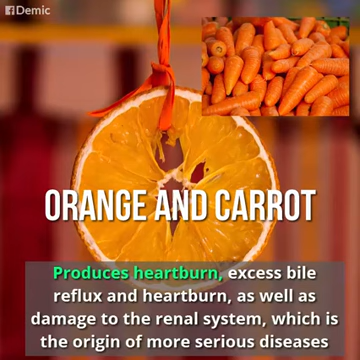 Demic
ORANGE AND CARROT
Produces heartburn, excess bile
reflux and heartburn, as well as
damage to the renal system, which is
the origin of more serious diseases